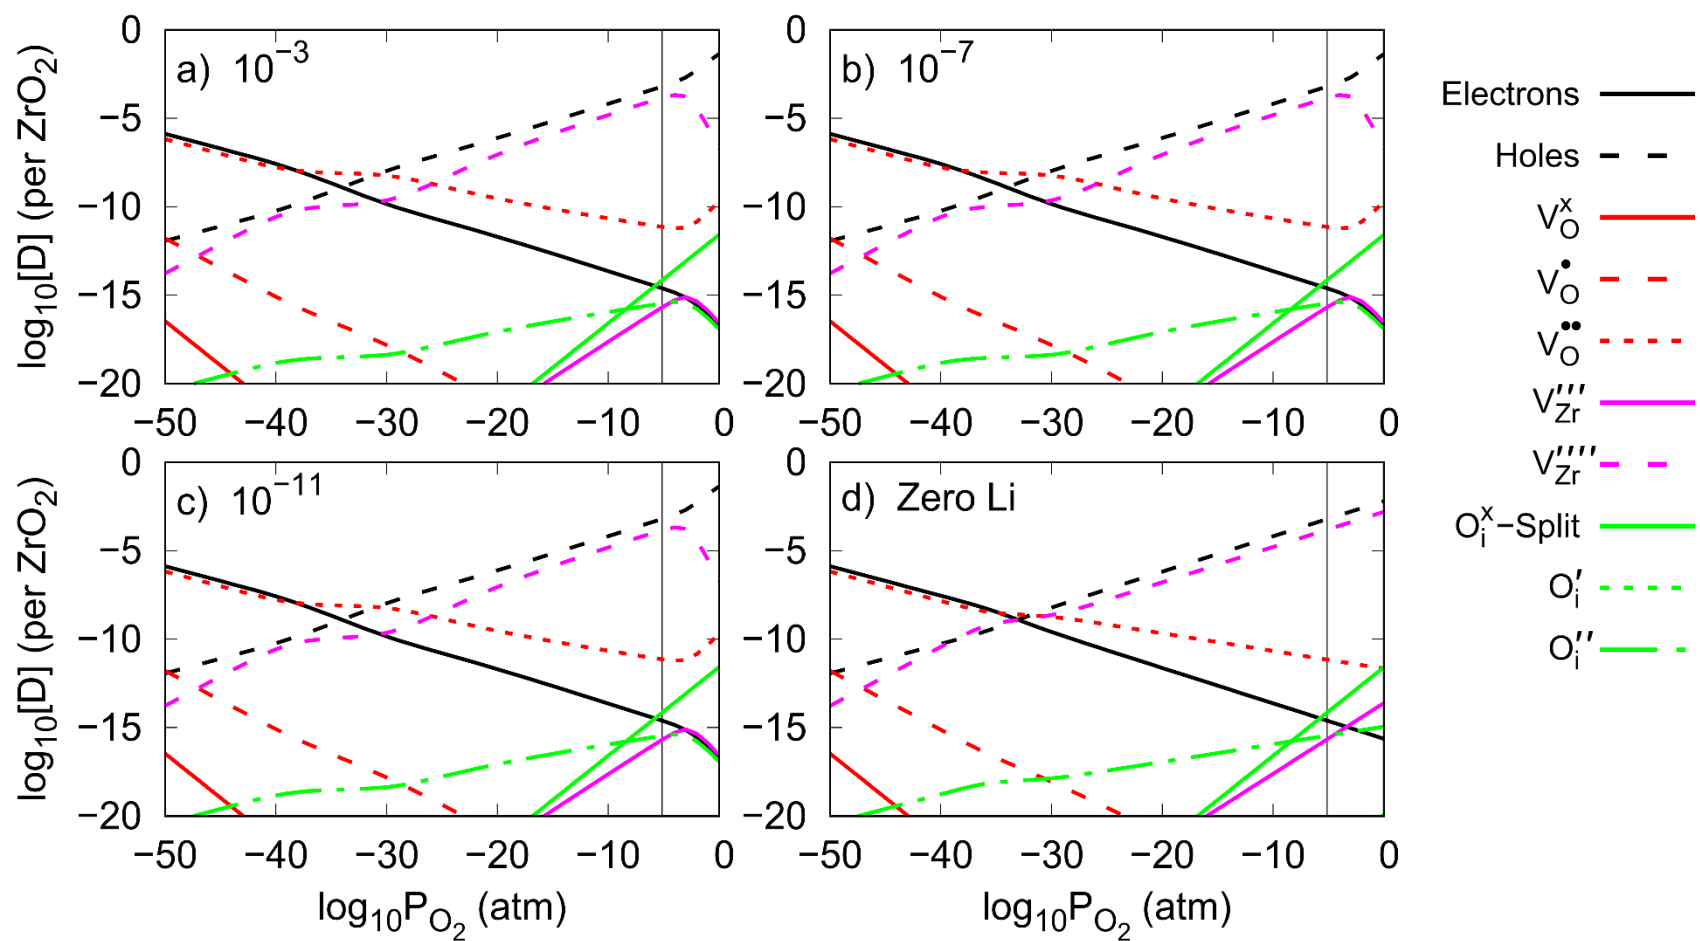 a) 10⁻³
b) 10⁻⁷
0
−5
−10
−15
−20
−50 −40 −30 −20 −10 0
log₁₀[D] (per ZrO₂)
0
−5
−10
−15
−20
−50 −40 −30 −20 −10 0
c) 10⁻¹¹
d) Zero Li
0
−5
−10
−15
−20
−50 −40 −30 −20 −10 0
log₁₀[D] (per ZrO₂)
log₁₀P_O₂ (atm)
0
−5
−10
−15
−20
−50 −40 −30 −20 −10 0
log₁₀P_O₂ (atm)
Electrons
Holes
V_O^x
V_O^•
V_O^••
V_Zr^′′′
V_Zr^′′′′
O_i^x−Split
O_i^′
O_i^′′